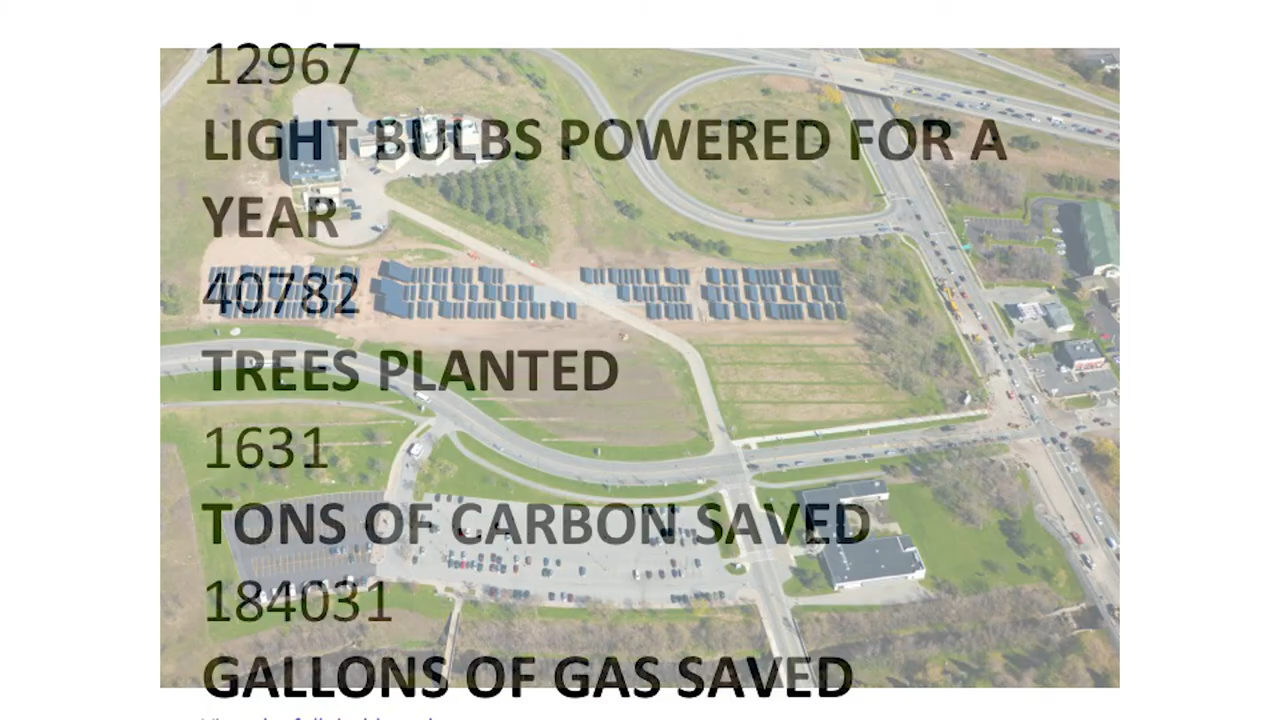 12967
LIGHT BULBS POWERED FOR A
YEAR
40782
TREES PLANTED
1631
TONS OF CARBON SAVED
184031
GALLONS OF GAS SAVED